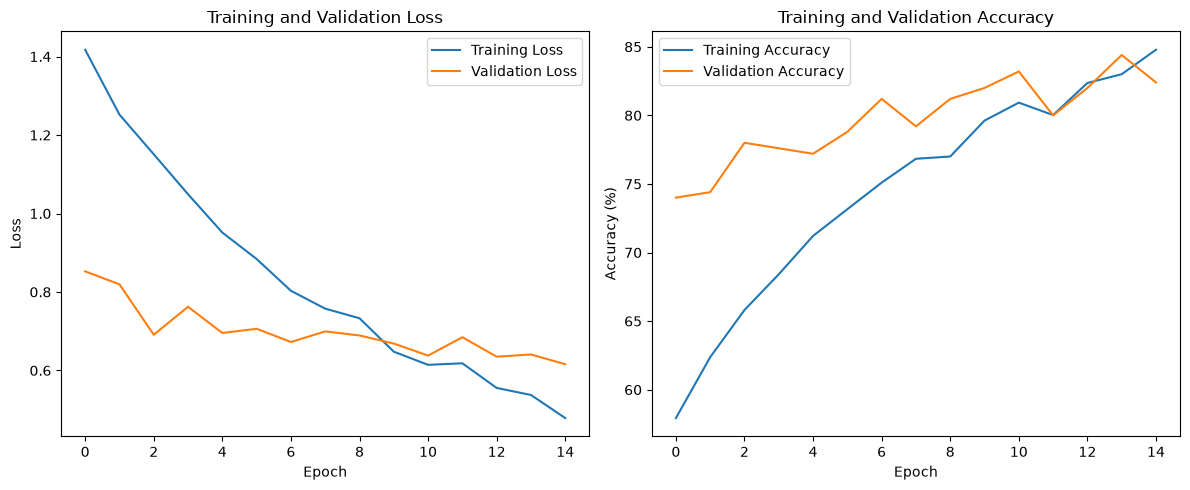 Training and Validation Loss
Training Loss
Validation Loss
1.4
1.2
1.0
0.8
0.6
Loss
0 2 4 6 8 10 12 14
Epoch
Training and Validation Accuracy
Training Accuracy
Validation Accuracy
85
80
75
70
65
60
Accuracy (%)
0 2 4 6 8 10 12 14
Epoch